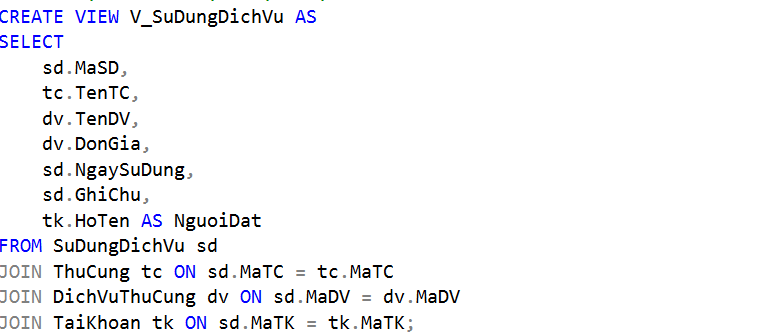 CREATE VIEW V_SuDungDichVu AS
SELECT
    sd.MaSD,
    tc.TenTC,
    dv.TenDV,
    dv.DonGia,
    sd.NgaySuDung,
    sd.GhiChu,
    tk.HoTen AS NguoiDat
FROM SuDungDichVu sd
JOIN ThuCung tc ON sd.MaTC = tc.MaTC
JOIN DichVuThuCung dv ON sd.MaDV = dv.MaDV
JOIN TaiKhoan tk ON sd.MaTK = tk.MaTK;